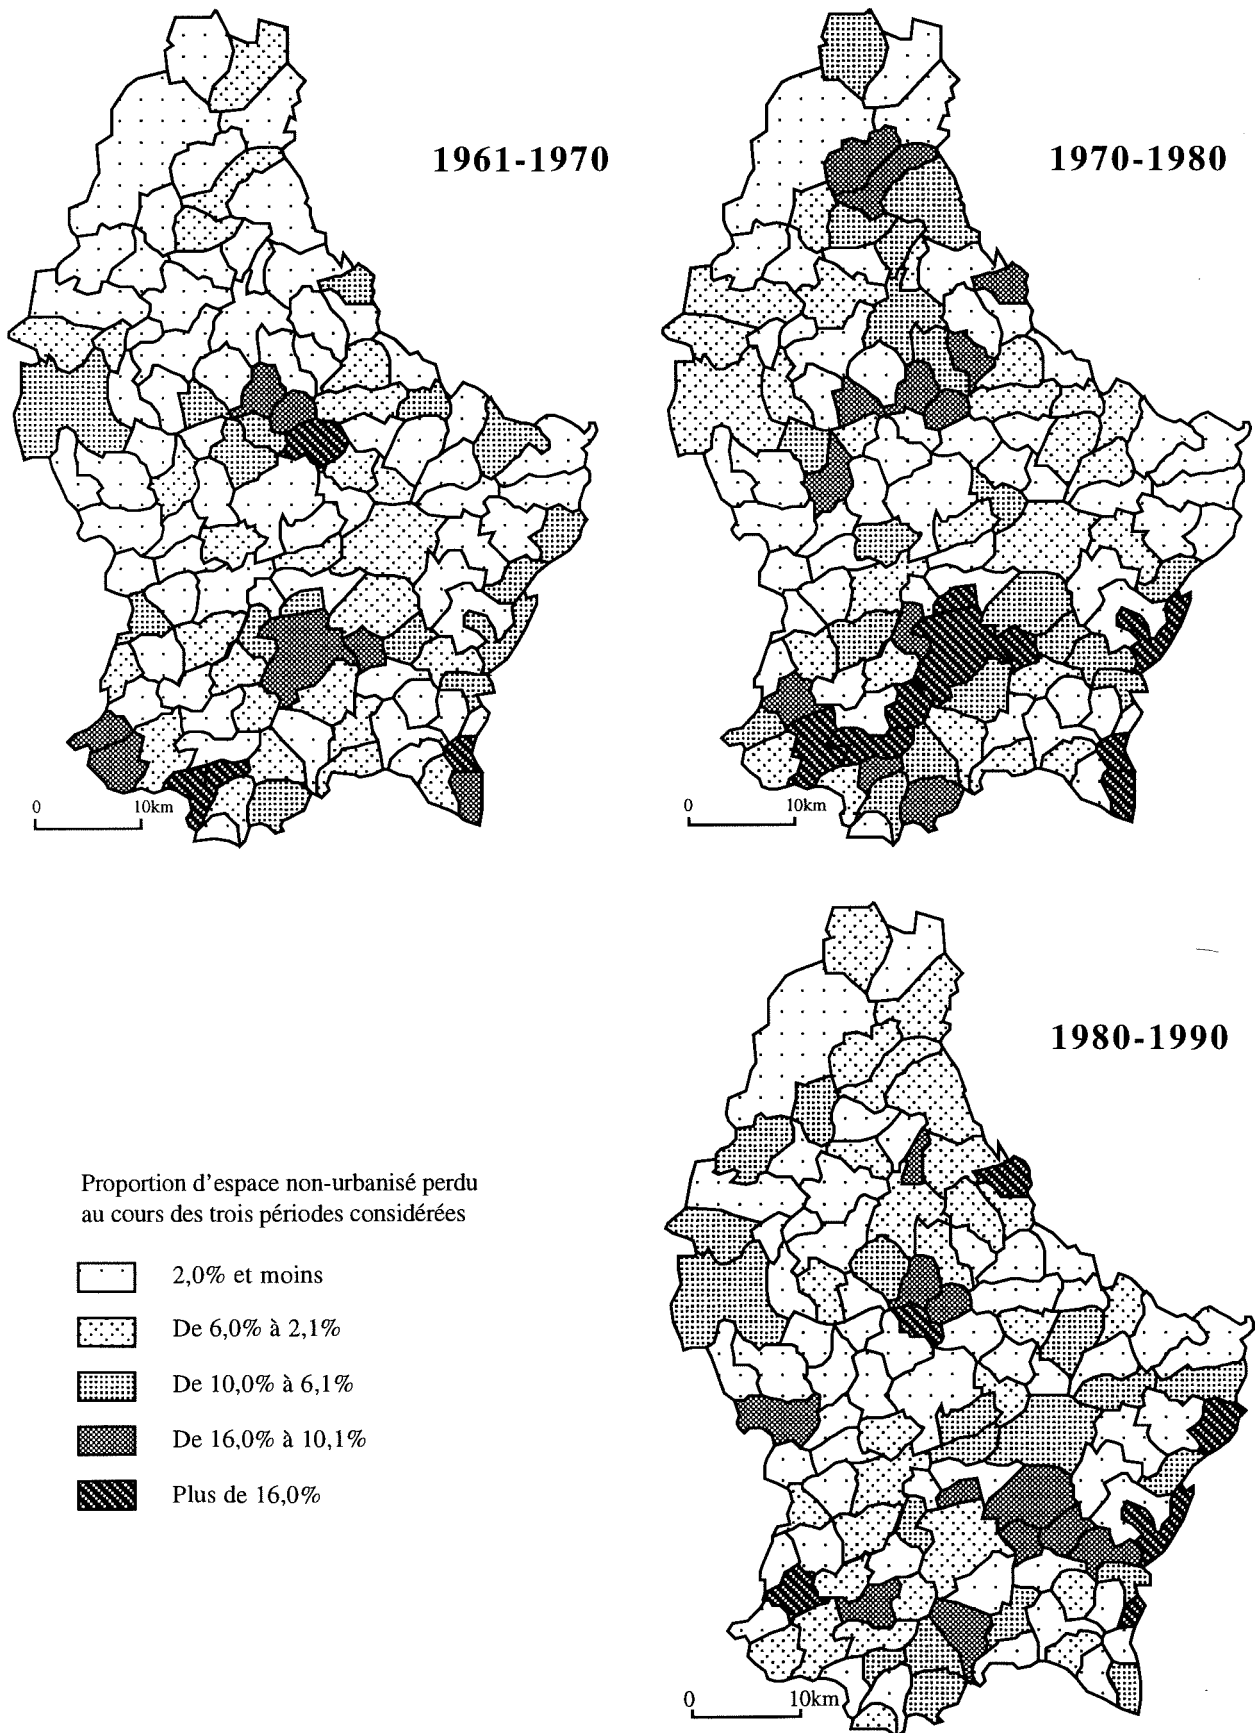 1961-1970
1970-1980
0 10km
0 10km
1980-1990
Proportion d'espace non-urbanisé perdu
au cours des trois périodes considérées
2,0% et moins
De 6,0% à 2,1%
De 10,0% à 6,1%
De 16,0% à 10,1%
Plus de 16,0%
0 10km